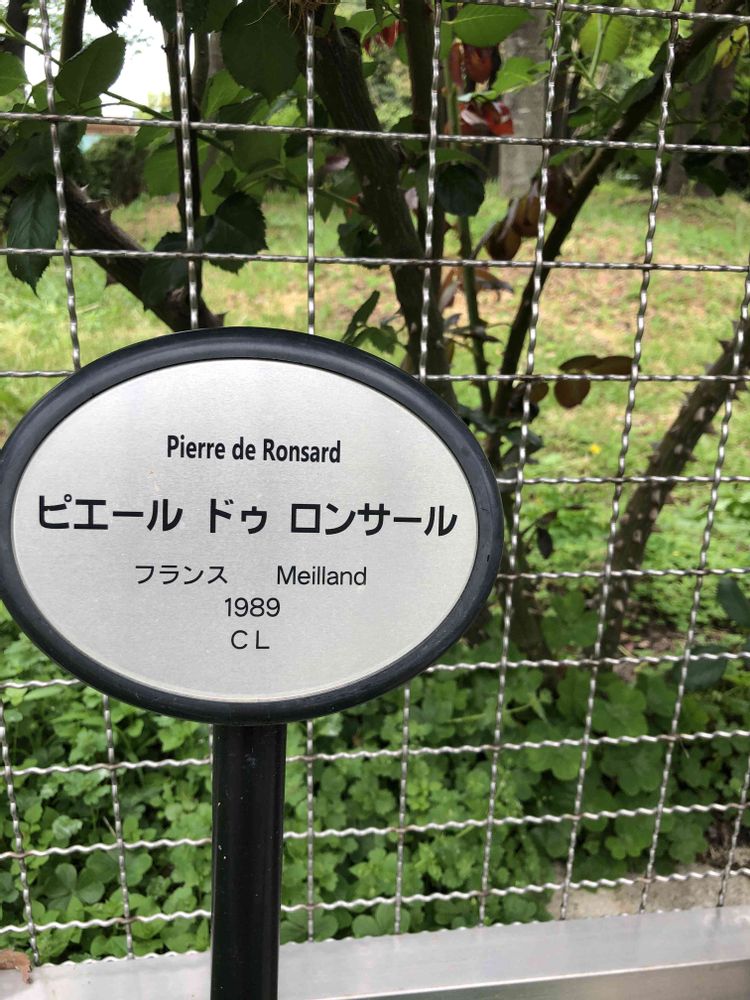 Pierre de Ronsard
ピエール ドゥ ロンサール
フランス　Meilland
1989
ＣＬ